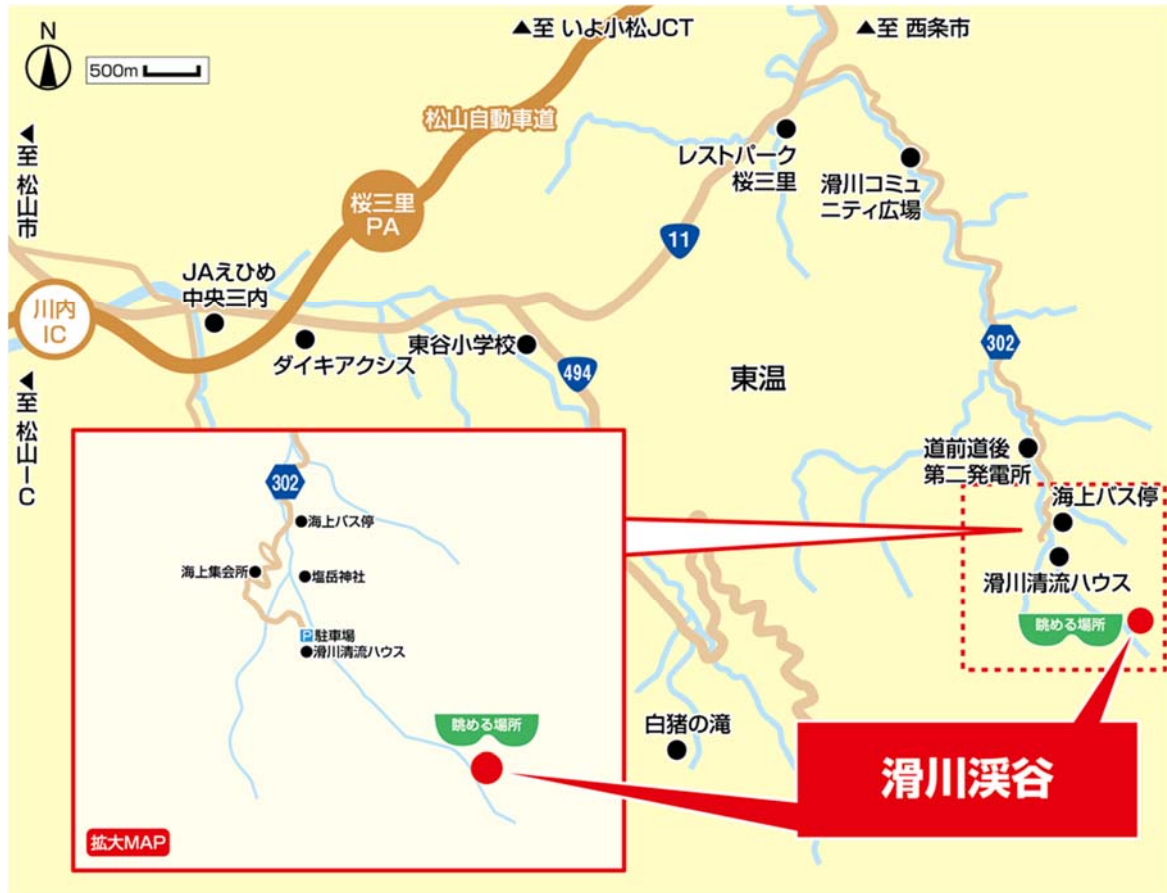 N
500m
▲至 いよ小松JCT
▲至 西条市
▲至 松山市
松山自動車道
桜三里
PA
レストパーク
桜三里
滑川コミュ
ニティ広場
11
JAえひめ
中央三内
川内
IC
ダイキアクシス
東谷小学校
494
302
東温
▲至 松山IC
道前道後
第二発電所
海上バス停
滑川清流ハウス
眺める場所
302
海上バス停
海上集会所
塩岳神社
P 駐車場
滑川清流ハウス
眺める場所
拡大MAP
白猪の滝
滑川渓谷